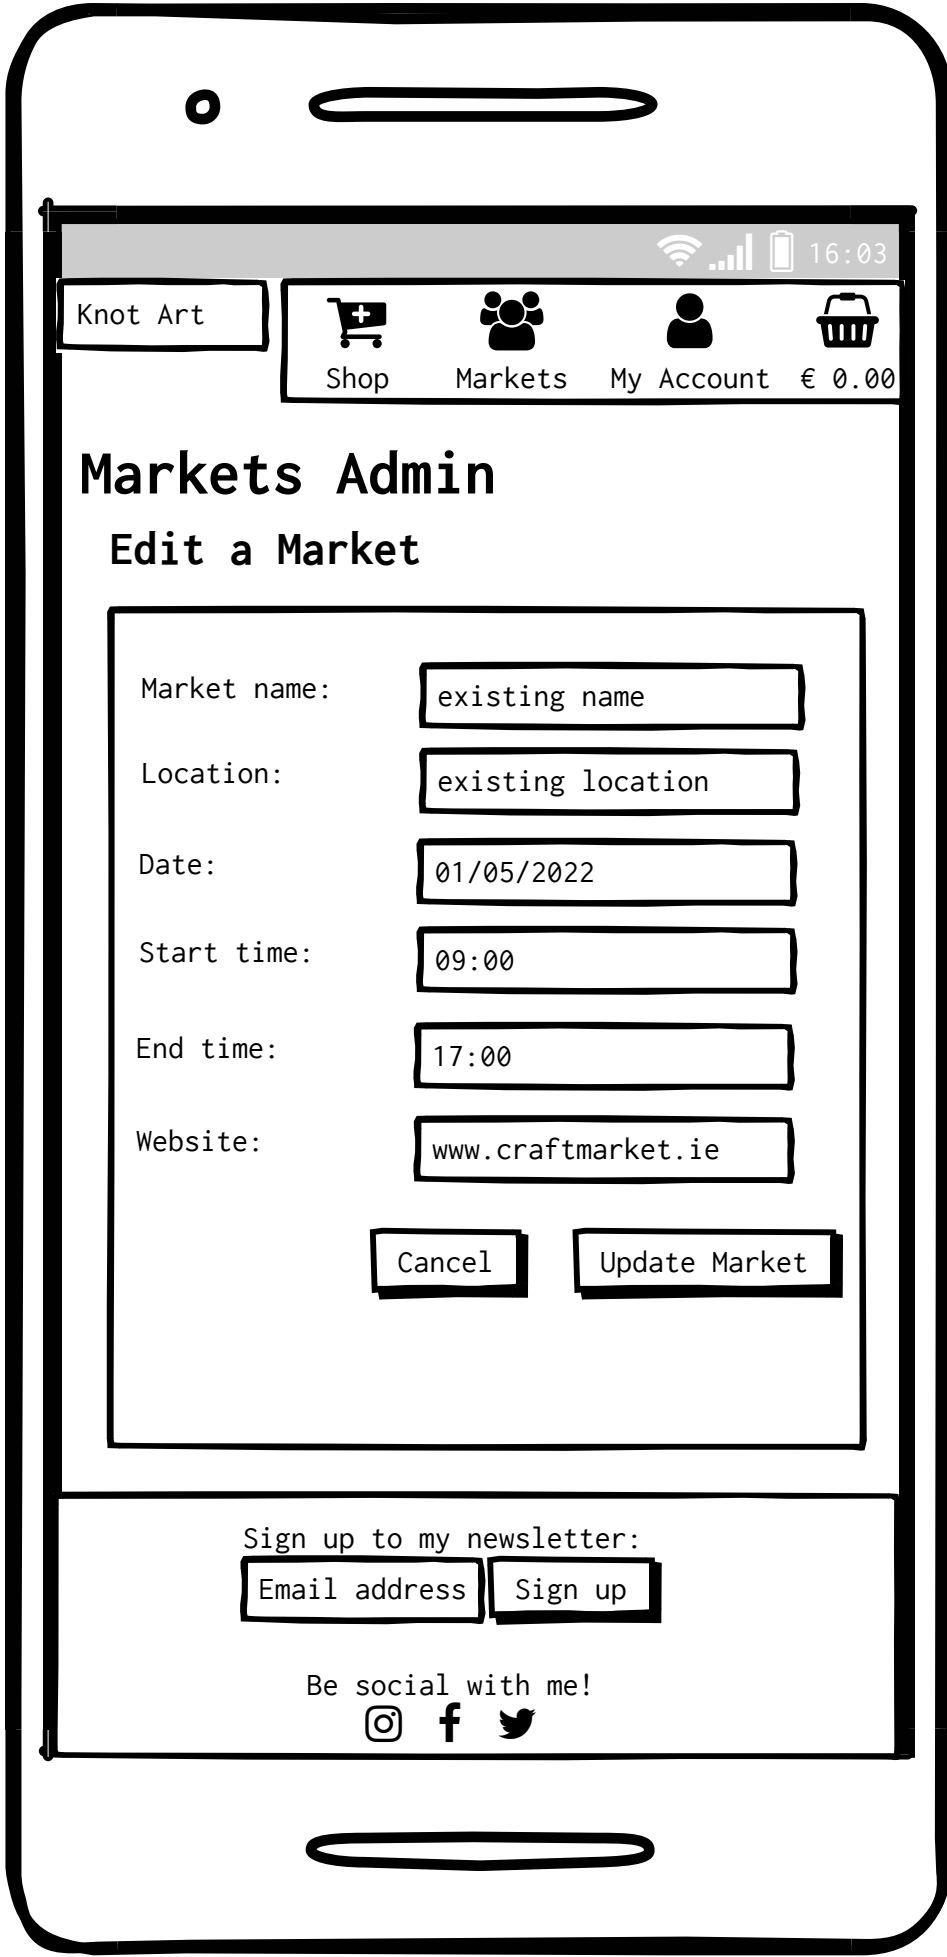 16:03
Knot Art
Shop Markets My Account € 0.00
Markets Admin
Edit a Market
Market name: existing name
Location: existing location
Date: 01/05/2022
Start time: 09:00
End time: 17:00
Website: www.craftmarket.ie
Cancel Update Market
Sign up to my newsletter:
Email address Sign up
Be social with me!